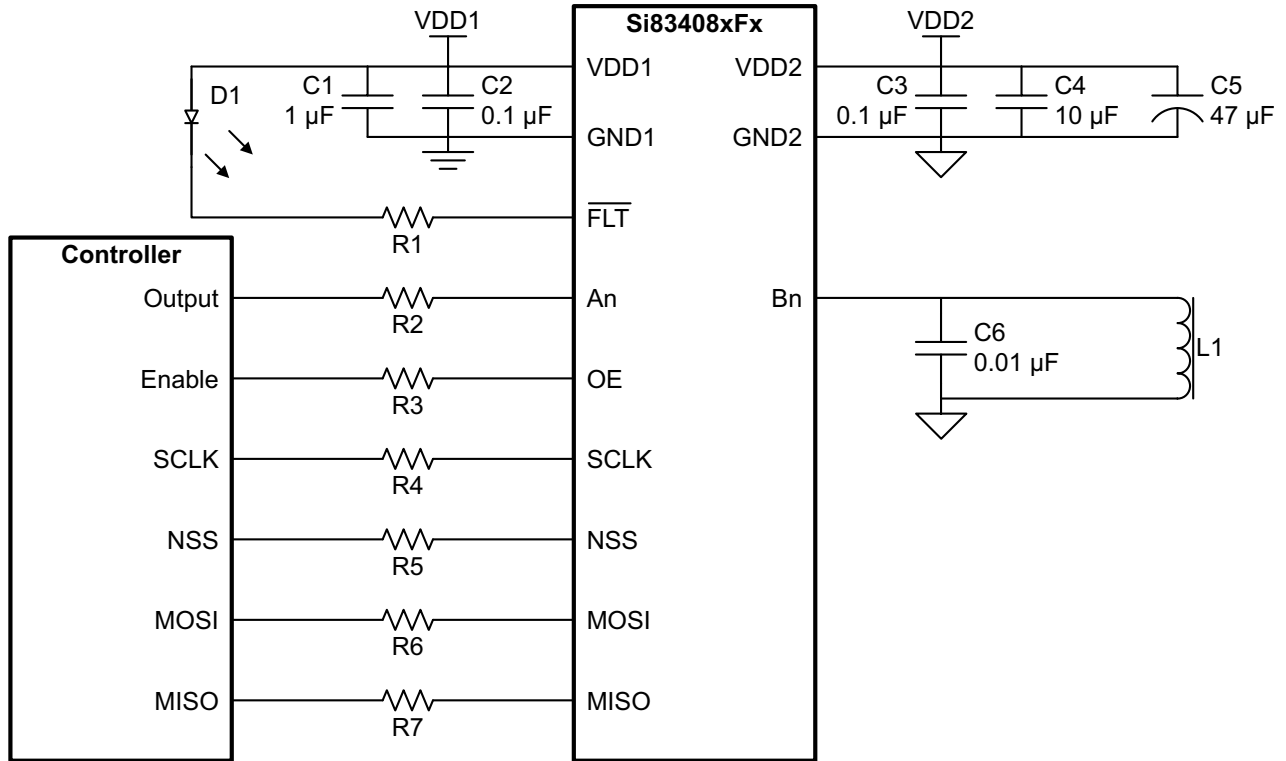 VDD1
Si83408xFx
VDD2
VDD1
VDD2
D1
C1
1 µF
C2
0.1 µF
C3
0.1 µF
C4
10 µF
C5
47 µF
GND1
GND2
FLT
R1
Controller
Output
R2
An
Bn
C6
0.01 µF
L1
Enable
R3
OE
SCLK
R4
SCLK
NSS
R5
NSS
MOSI
R6
MOSI
MISO
R7
MISO